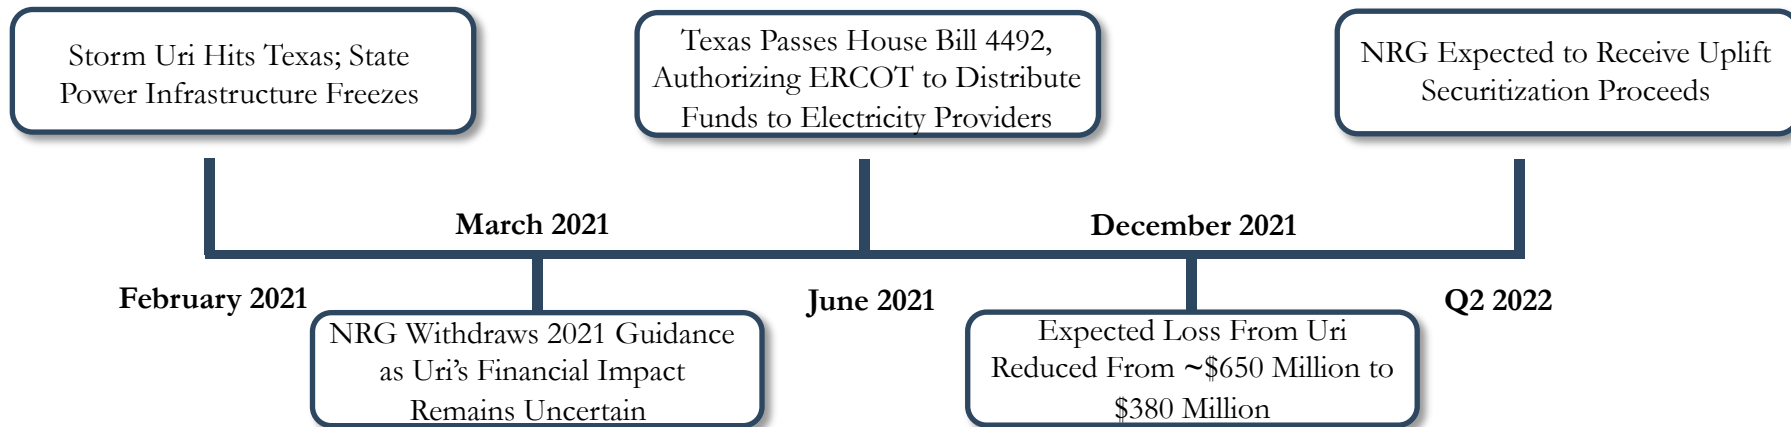 Storm Uri Hits Texas; State
Power Infrastructure Freezes
Texas Passes House Bill 4492,
Authorizing ERCOT to Distribute
Funds to Electricity Providers
NRG Expected to Receive Uplift
Securitization Proceeds
March 2021
December 2021
February 2021
June 2021
Q2 2022
NRG Withdraws 2021 Guidance
as Uri’s Financial Impact
Remains Uncertain
Expected Loss From Uri
Reduced From ~$650 Million to
$380 Million